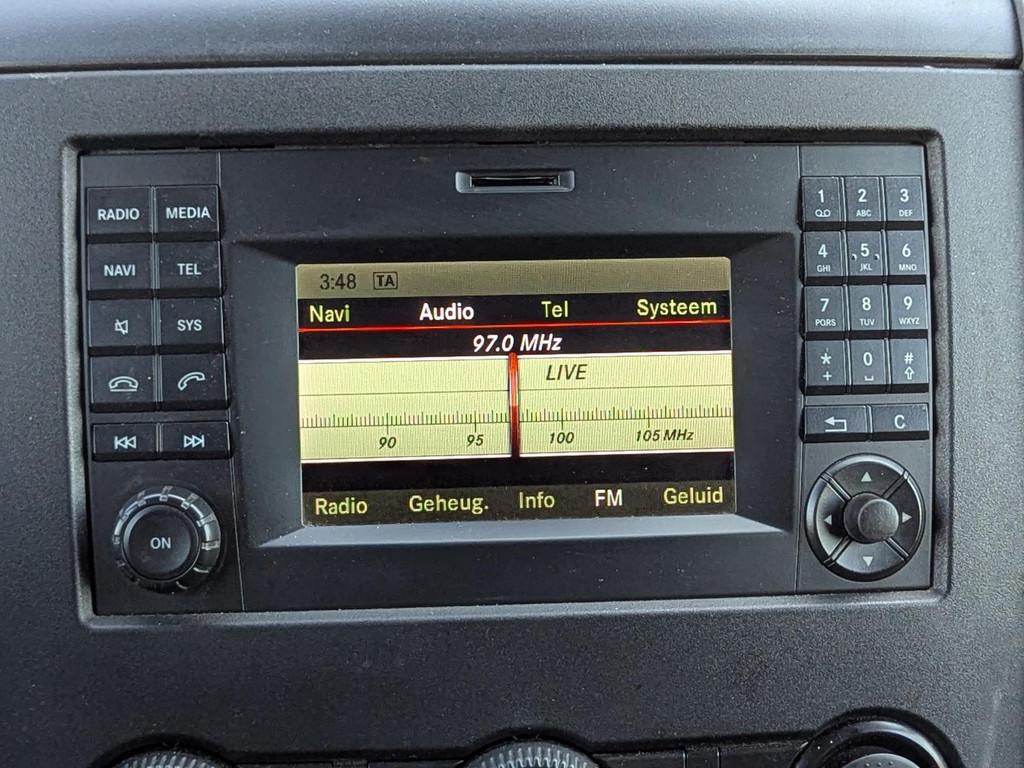 RADIO MEDIA
NAVI TEL
SYS
ON
3:48 TA
Navi Audio Tel Systeem
97.0 MHz
LIVE
90 95 100 105 MHz
Radio Geheug. Info FM Geluid
1 2 3
ABC DEF
4 5 6
GHI JKL MNO
7 8 9
PQRS TUV WXYZ
* 0 #
+
C